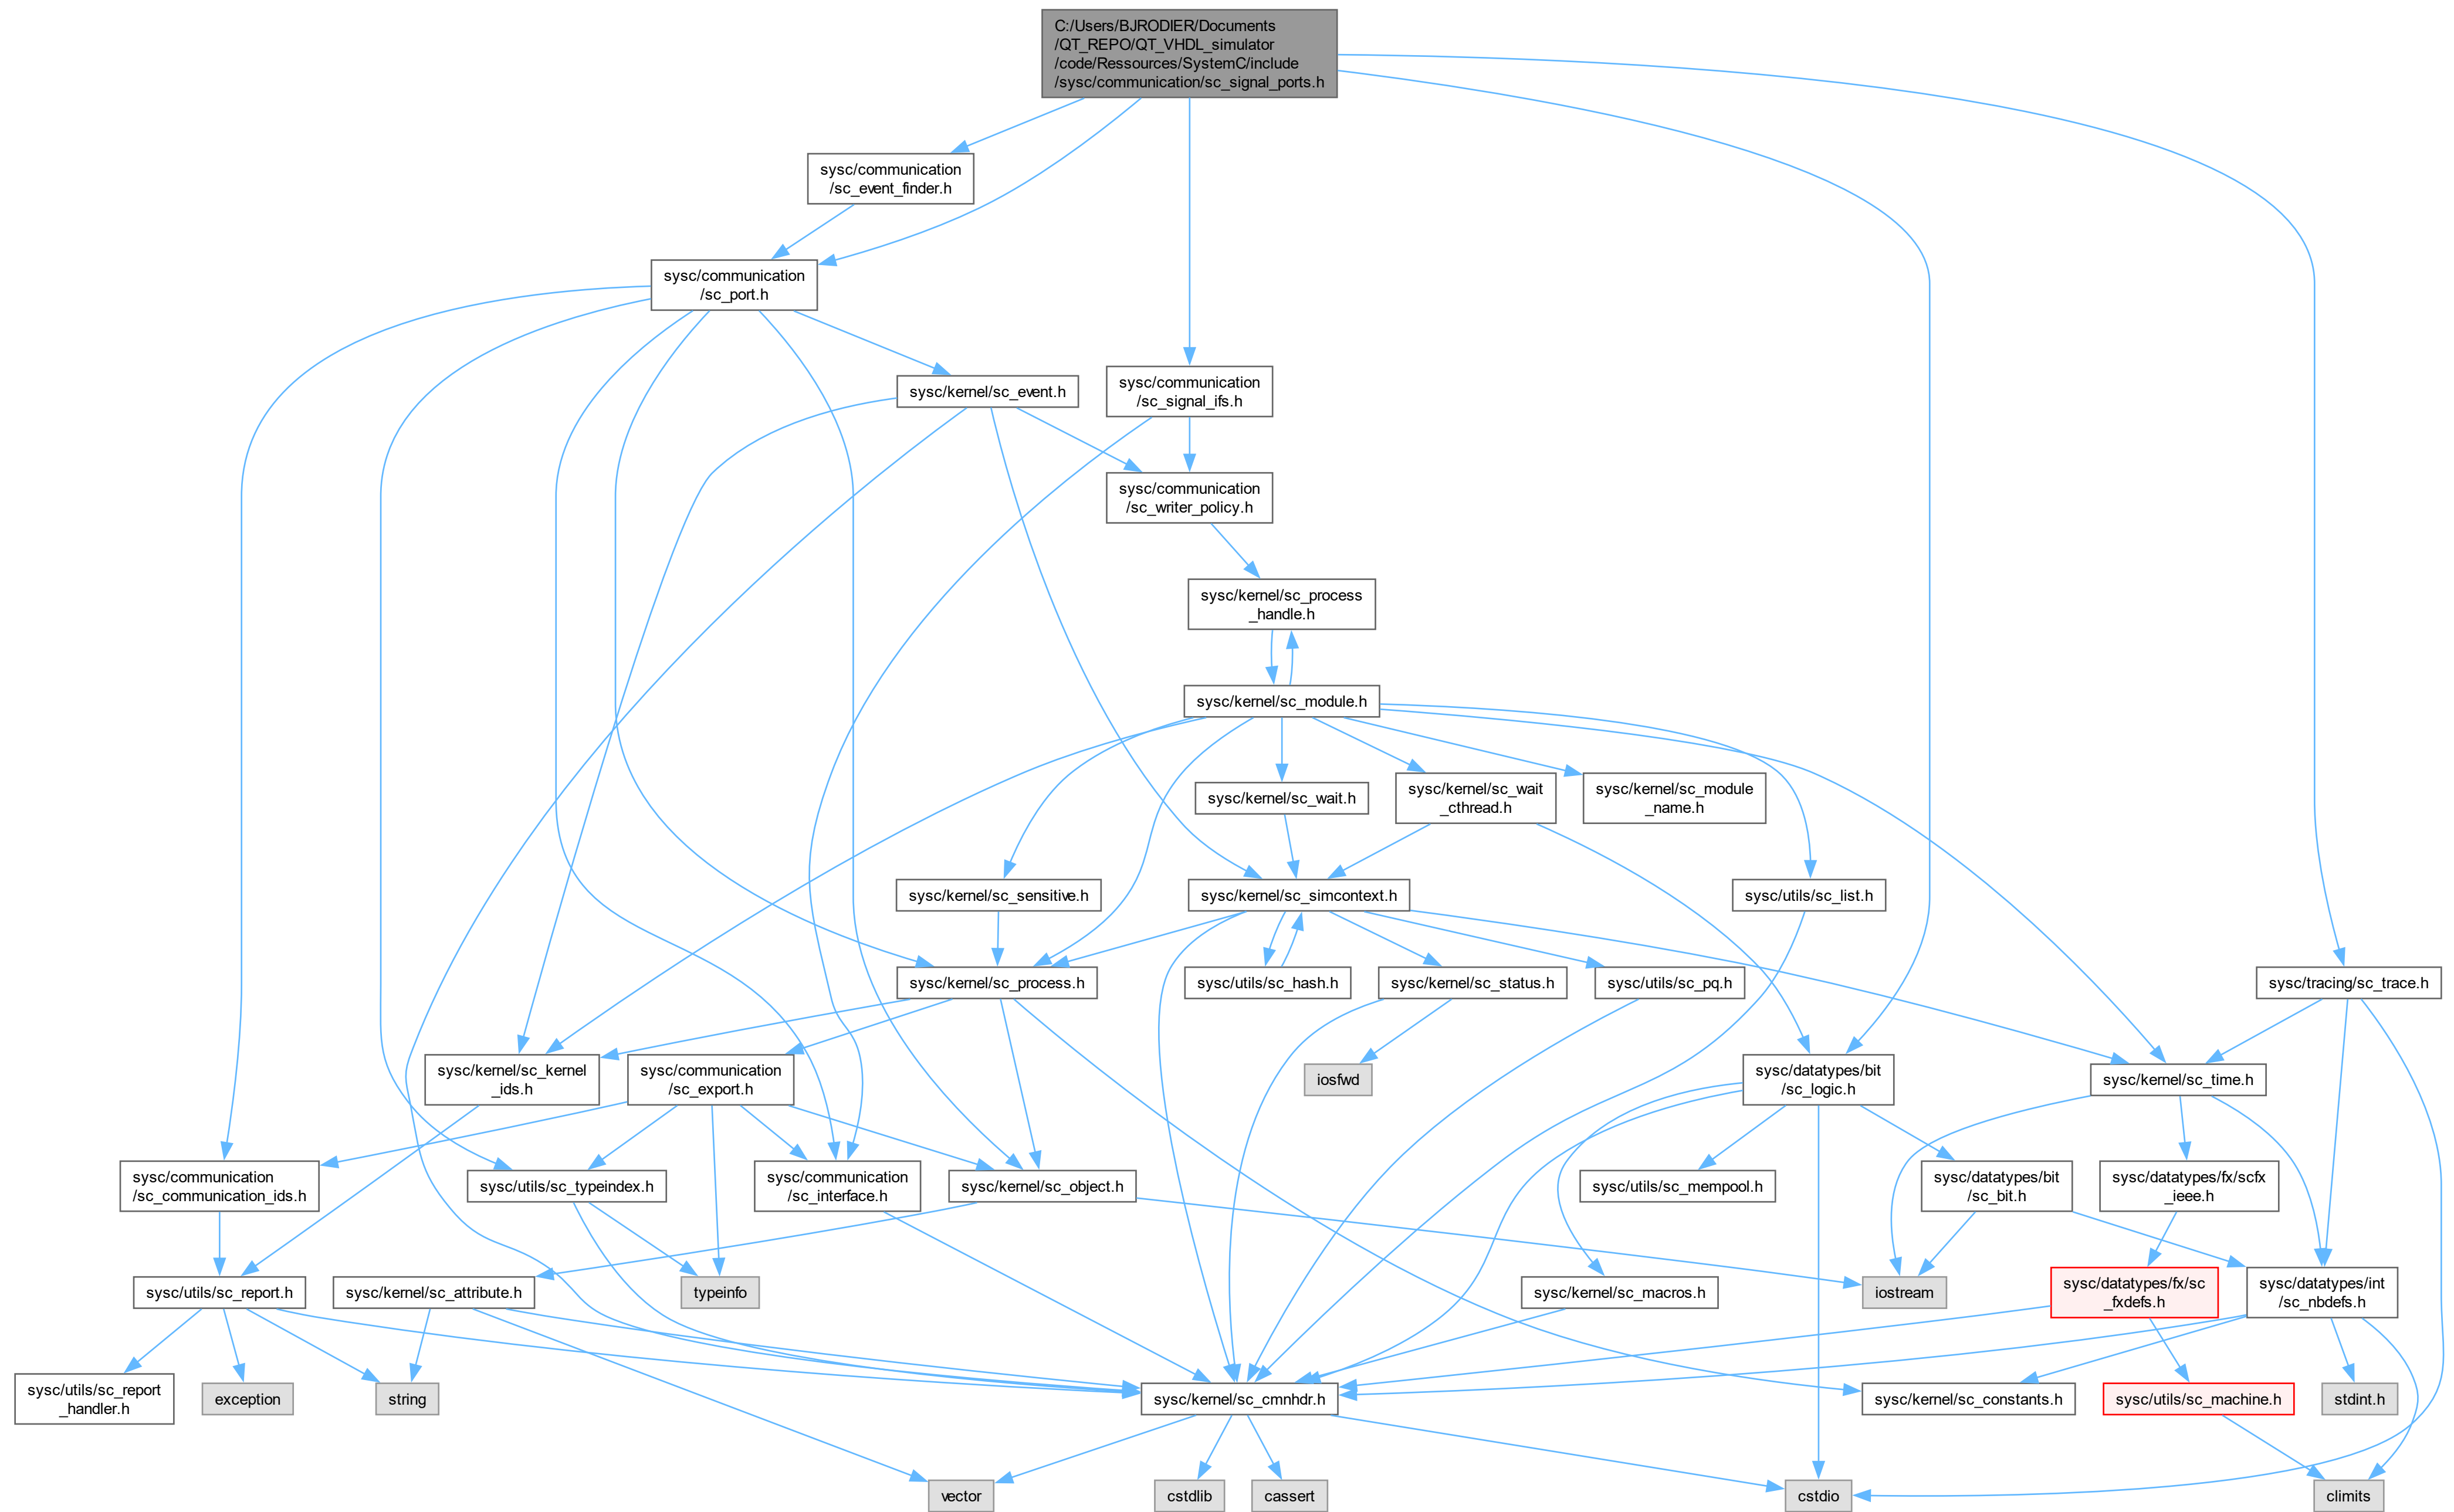 C:/Users/BJRODIER/Documents
/QT_REPO/QT_VHDL_simulator
/code/Ressources/SystemC/include
/sysc/communication/sc_signal_ports.h
sysc/communication
/sc_event_finder.h
sysc/communication
/sc_port.h
sysc/kernel/sc_event.h
sysc/communication
/sc_signal_ifs.h
sysc/communication
/sc_writer_policy.h
sysc/kernel/sc_process
_handle.h
sysc/kernel/sc_module.h
sysc/kernel/sc_wait.h
sysc/kernel/sc_wait
_cthread.h
sysc/kernel/sc_module
_name.h
sysc/kernel/sc_sensitive.h
sysc/kernel/sc_simcontext.h
sysc/utils/sc_list.h
sysc/kernel/sc_process.h
sysc/utils/sc_hash.h
sysc/kernel/sc_status.h
sysc/utils/sc_pq.h
sysc/tracing/sc_trace.h
sysc/kernel/sc_kernel
_ids.h
sysc/communication
/sc_export.h
iosfwd
sysc/datatypes/bit
/sc_logic.h
sysc/kernel/sc_time.h
sysc/communication
/sc_communication_ids.h
sysc/utils/sc_typeindex.h
sysc/communication
/sc_interface.h
sysc/kernel/sc_object.h
sysc/utils/sc_mempool.h
sysc/datatypes/bit
/sc_bit.h
sysc/datatypes/fx/scfx
_ieee.h
sysc/utils/sc_report.h
sysc/kernel/sc_attribute.h
typeinfo
sysc/kernel/sc_macros.h
iostream
sysc/datatypes/fx/sc
_fxdefs.h
sysc/datatypes/int
/sc_nbdefs.h
sysc/utils/sc_report
_handler.h
exception
string
sysc/kernel/sc_cmnhdr.h
sysc/kernel/sc_constants.h
sysc/utils/sc_machine.h
stdint.h
vector
cstdlib
cassert
cstdio
climits